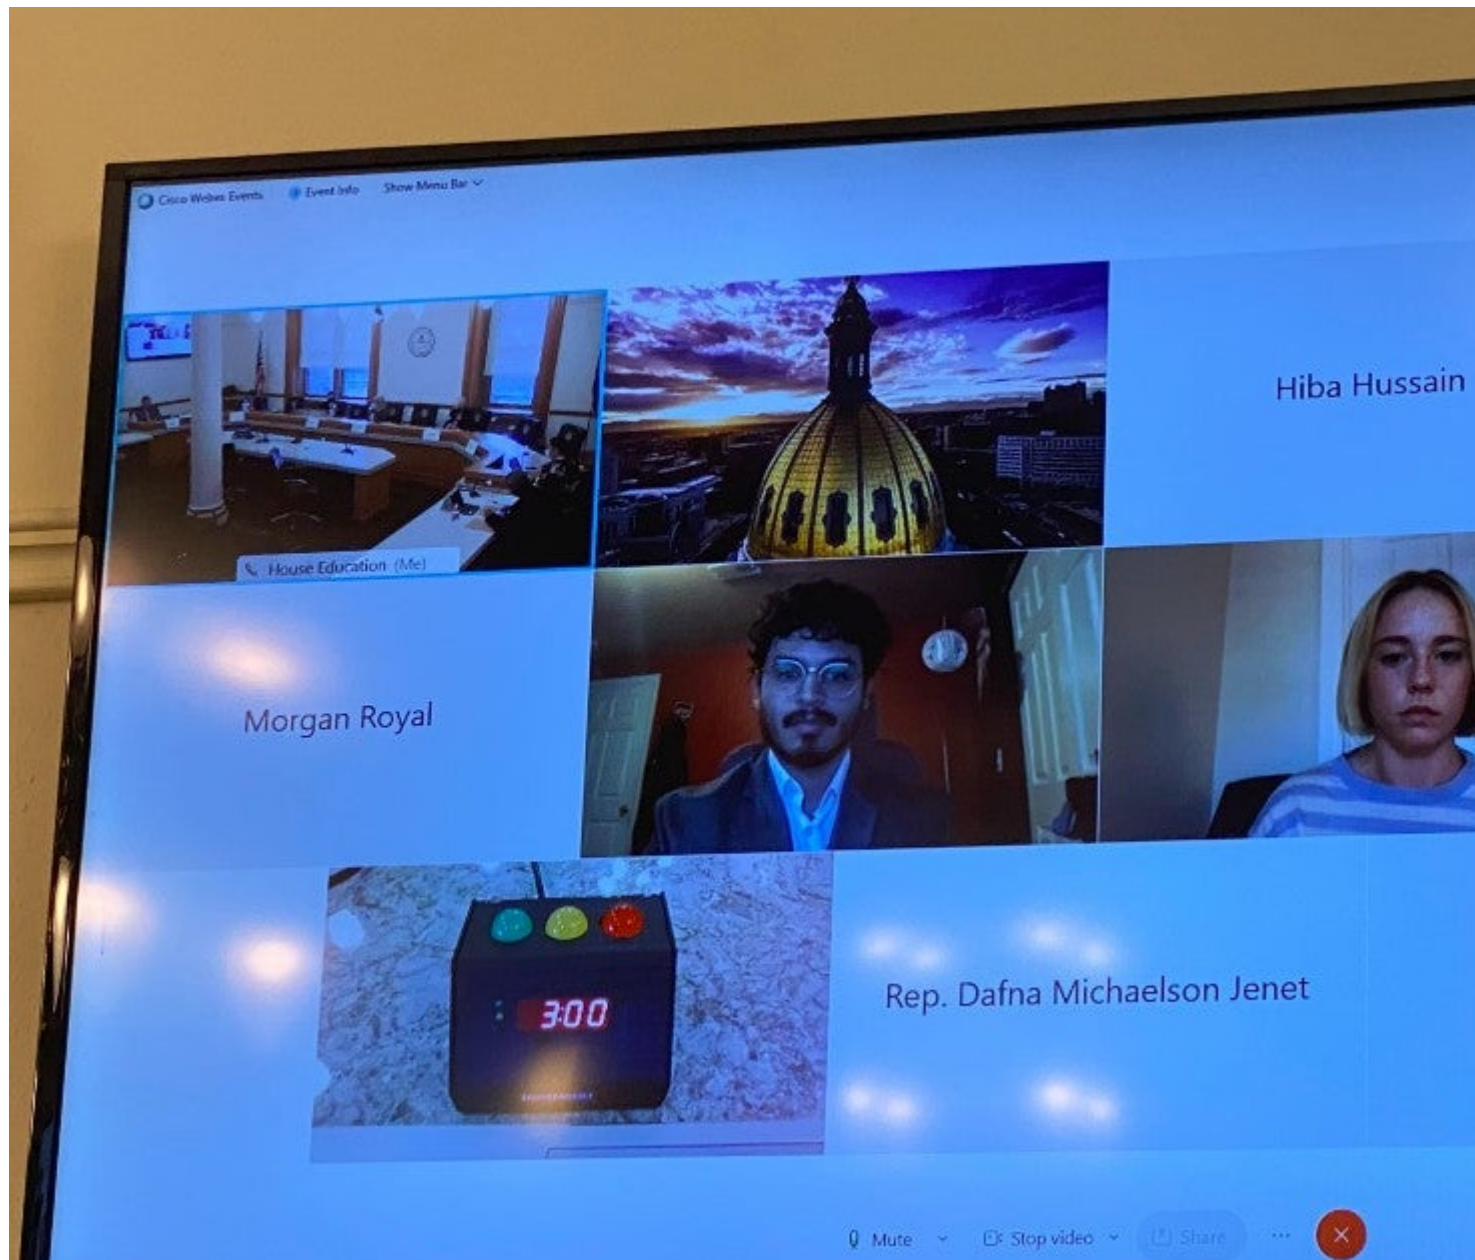 Cisco Webex Events
Event Info
Show Menu Bar
House Education (Me)
Hiba Hussain
Morgan Royal
3:00
Rep. Dafna Michaelson Jenet
Mute
Stop video
Share